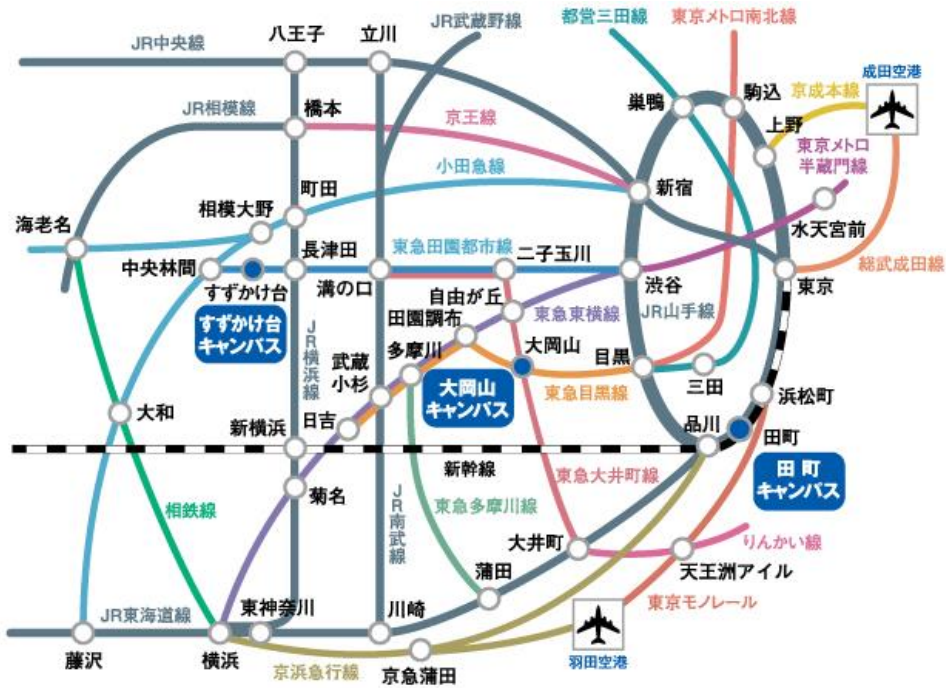 JR中央線
八王子
立川
JR武蔵野線
都営三田線
東京メトロ南北線
成田空港
JR相模線
橋本
京王線
巣鴨
駒込
京成本線
上野
東京メトロ
半蔵門線
小田急線
新宿
町田
相模大野
海老名
水天宮前
中央林間
長津田
東急田園都市線
二子玉川
総武成田線
すずかけ台
溝の口
渋谷
東京
すずかけ台
キャンパス
自由が丘
田園調布
東急東横線
JR山手線
JR横浜線
武蔵
小杉
多摩川
大岡山
目黒
三田
大岡山
キャンパス
東急目黒線
浜松町
大和
新横浜
日吉
品川
田町
新幹線
田町
キャンパス
東急大井町線
菊名
相鉄線
JR南武線
東急多摩川線
大井町
りんかい線
天王洲アイル
蒲田
東京モノレール
JR東海道線
東神奈川
川崎
藤沢
横浜
京浜急行線
京急蒲田
羽田空港